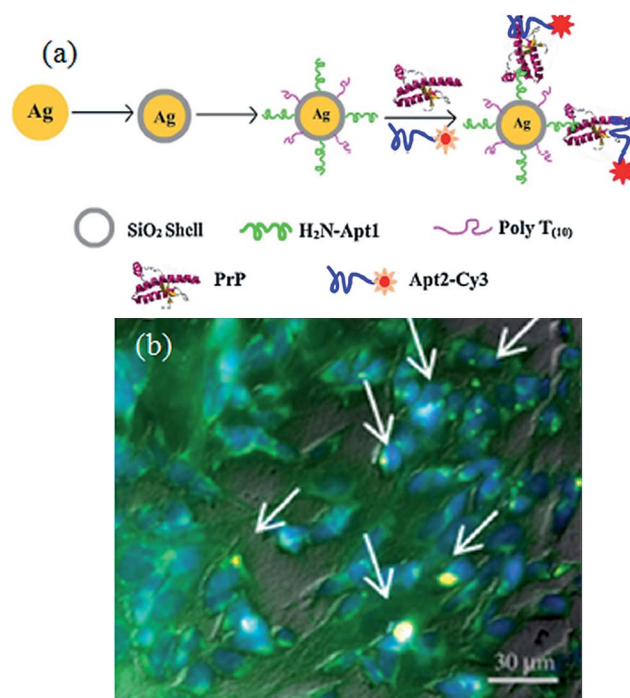 (a)
Ag Ag Ag Ag
SiO₂ Shell H₂N-Apt1 Poly T₍₁₀₎
PrP Apt2-Cy3
(b)
30 µm